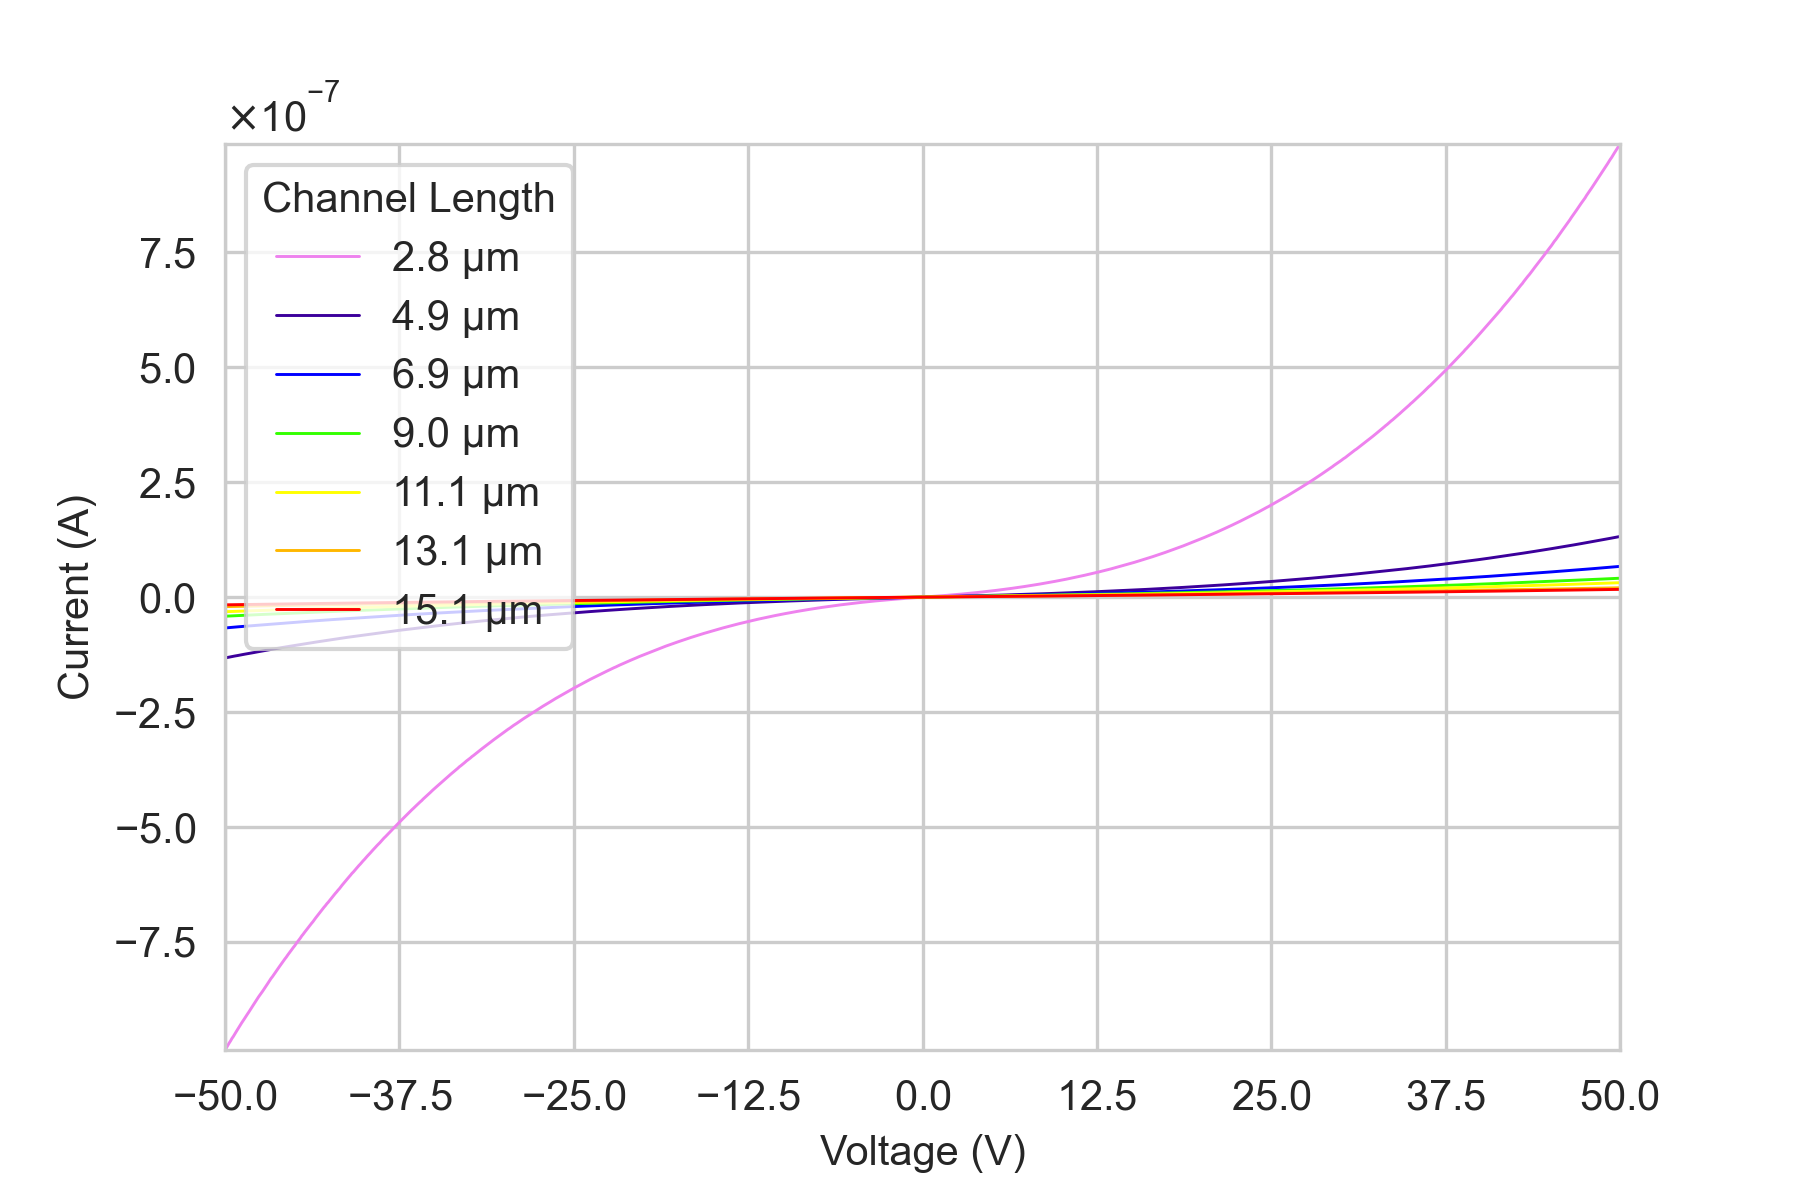 ×10⁻⁷
Channel Length
2.8 µm
4.9 µm
6.9 µm
9.0 µm
11.1 µm
13.1 µm
15.1 µm
7.5
5.0
2.5
0.0
−2.5
−5.0
−7.5
Current (A)
−50.0 −37.5 −25.0 −12.5 0.0 12.5 25.0 37.5 50.0
Voltage (V)